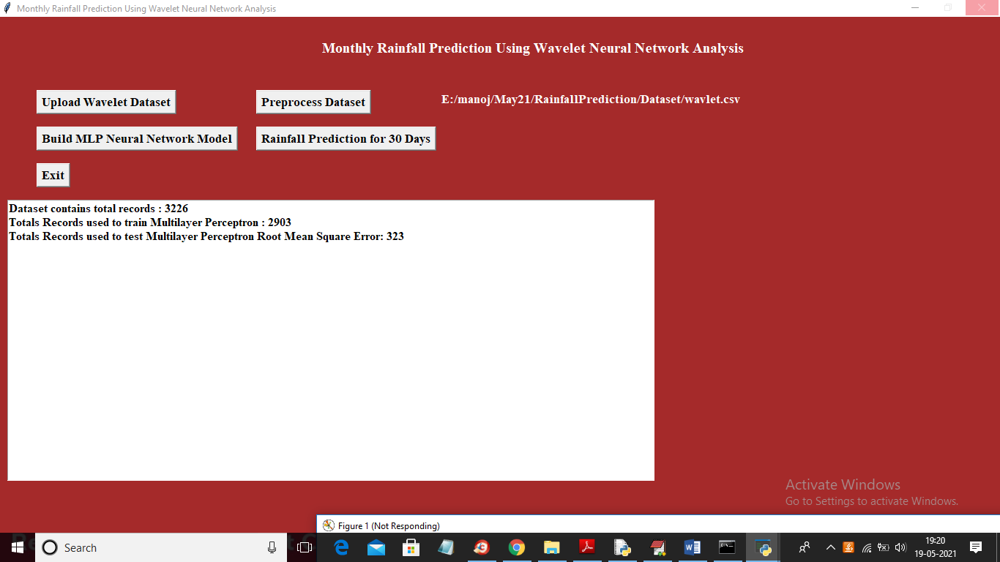 Monthly Rainfall Prediction Using Wavelet Neural Network Analysis
Monthly Rainfall Prediction Using Wavelet Neural Network Analysis
Upload Wavelet Dataset
Preprocess Dataset
E:/manoj/May21/RainfallPrediction/Dataset/wavlet.csv
Build MLP Neural Network Model
Rainfall Prediction for 30 Days
Exit
Dataset contains total records : 3226
Totals Records used to train Multilayer Perceptron : 2903
Totals Records used to test Multilayer Perceptron Root Mean Square Error: 323
Activate Windows
Go to Settings to activate Windows.
Figure 1 (Not Responding)
Search
19:20
19-05-2021